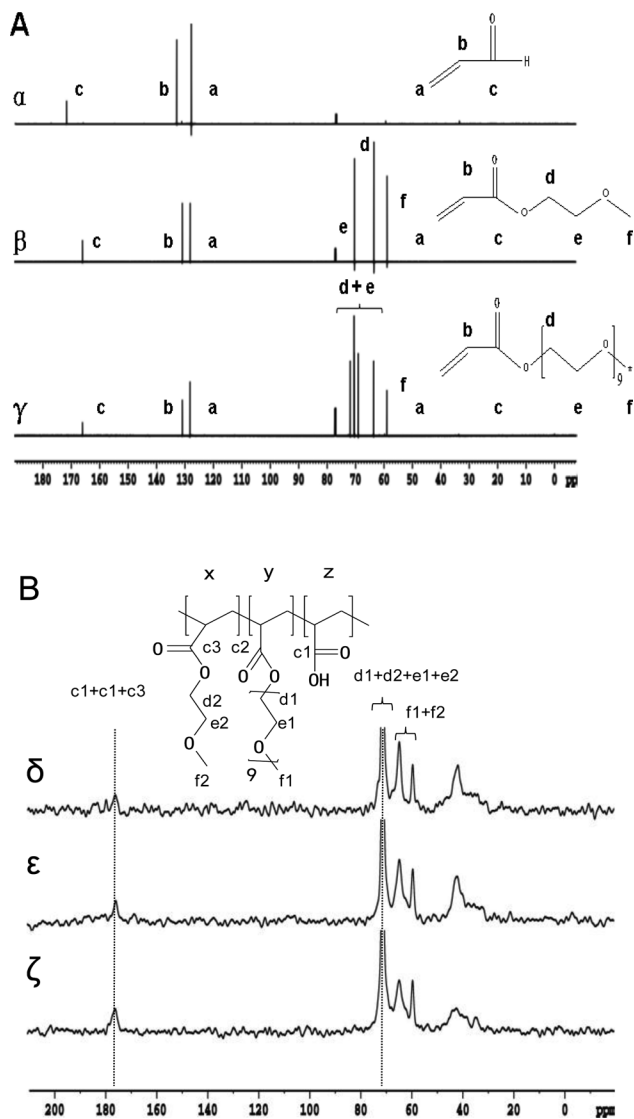 A
O
b
H
α
c
b
a
a
c
d
O
b
d
O
O
f
e
β
c
b
a
a
c
e
f
d + e
O
b
d
O
O
9
*
f
γ
c
b
a
a
c
e
f
180 170 160 150 140 130 120 110 100 90 80 70 60 50 40 30 20 10 0 pp
B
x y z
O c3 c2 c1 O
O O O OH
c1+c1+c3
d1+d2+e1+e2
d2 d1
e2 e1
f1+f2
O O
f2 9 f1
δ
ε
ζ
200 180 160 140 120 100 80 60 40 20 0 ppm